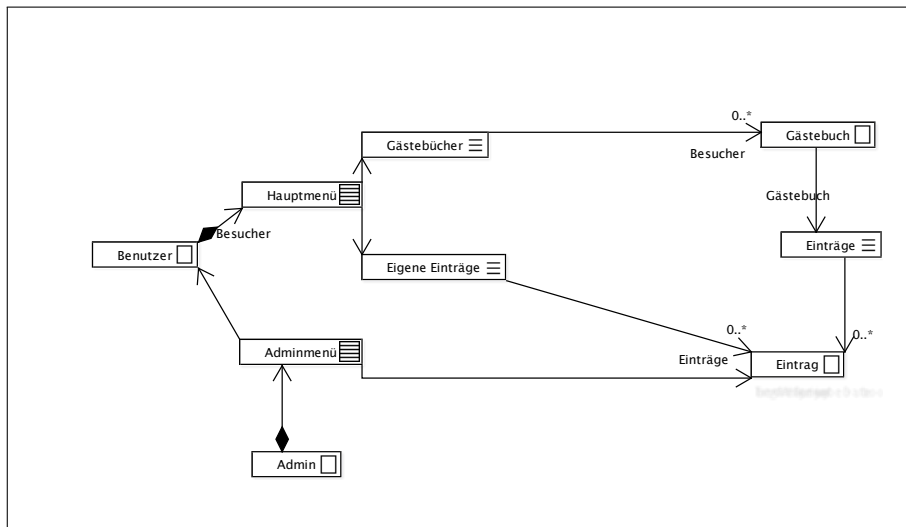 0..*
Gästebuch
Gästebücher
Besucher
Hauptmenü
Gästebuch
Besucher
Einträge
Benutzer
Eigene Einträge
0..*
0..*
Adminmenü
Einträge
Eintrag
Admin